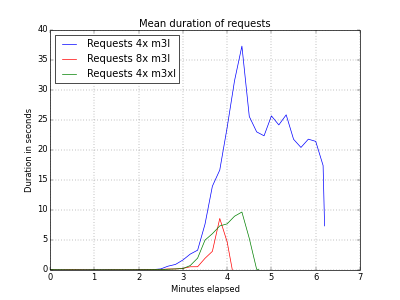 Mean duration of requests
Requests 4x m3l
Requests 8x m3l
Requests 4x m3xl
Duration in seconds
40
35
30
25
20
15
10
5
0
0 1 2 3 4 5 6 7
Minutes elapsed